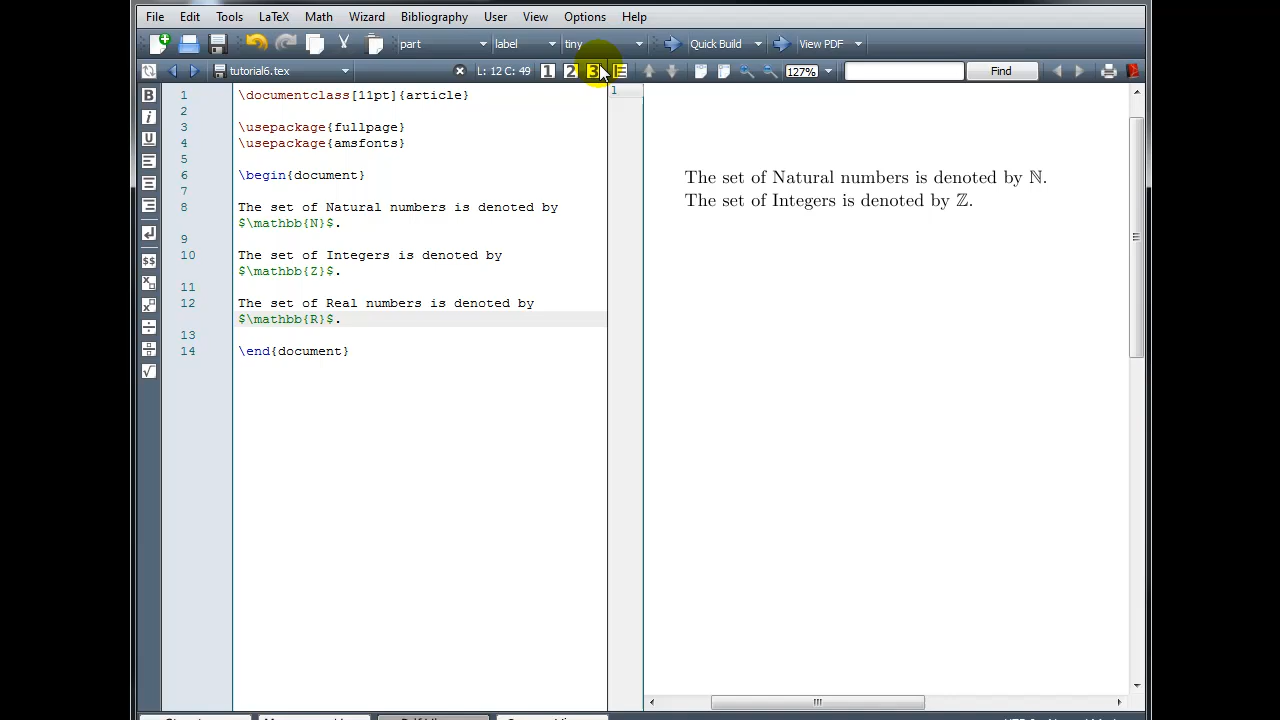 File Edit Tools LaTeX Math Wizard Bibliography User View Options Help
part label tiny Quick Build View PDF
tutorial6.tex L: 12 C: 49 1 2 3 127% Find
1 \documentclass[11pt]{article}
2
3 \usepackage{fullpage}
4 \usepackage{amsfonts}
5
6 \begin{document}
7
8 The set of Natural numbers is denoted by
$\mathbb{N}$.
9
10 The set of Integers is denoted by
$\mathbb{Z}$.
11
12 The set of Real numbers is denoted by
$\mathbb{R}$.
13
14 \end{document}
B
i
U
$$
1
The set of Natural numbers is denoted by ℕ.
The set of Integers is denoted by ℤ.